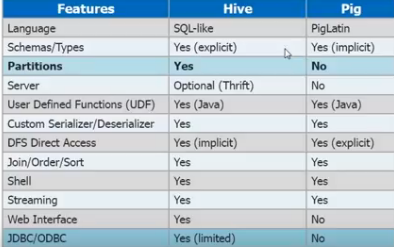 Features Hive Pig
Language SQL-like PigLatin
Schemas/Types Yes (explicit) Yes (implicit)
Partitions Yes No
Server Optional (Thrift) No
User Defined Functions (UDF) Yes (Java) Yes (Java)
Custom Serializer/Deserializer Yes Yes
DFS Direct Access Yes (implicit) Yes (explicit)
Join/Order/Sort Yes Yes
Shell Yes Yes
Streaming Yes Yes
Web Interface Yes No
JDBC/ODBC Yes (limited) No